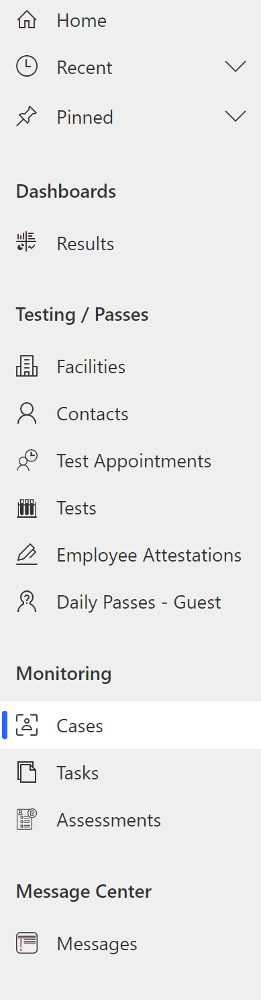 Home
Recent
Pinned
Dashboards
Results
Testing / Passes
Facilities
Contacts
Test Appointments
Tests
Employee Attestations
Daily Passes - Guest
Monitoring
Cases
Tasks
Assessments
Message Center
Messages